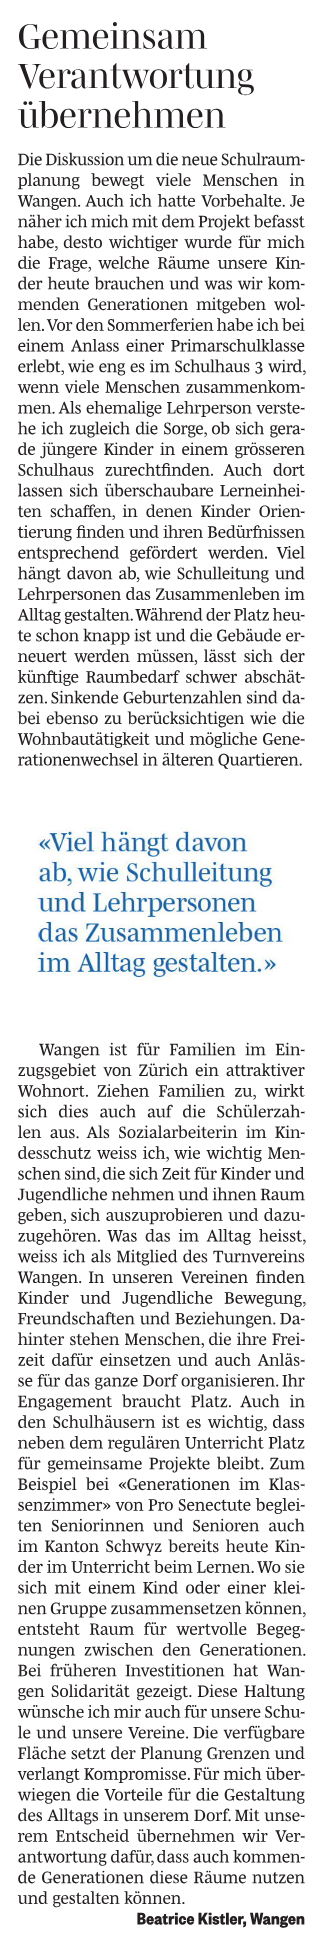 Gemeinsam
Verantwortung
übernehmen
Die Diskussion um die neue Schulraum-
planung bewegt viele Menschen in
Wangen. Auch ich hatte Vorbehalte. Je
näher ich mich mit dem Projekt befasst
habe, desto wichtiger wurde für mich
die Frage, welche Räume unsere Kin-
der heute brauchen und was wir kom-
menden Generationen mitgeben wol-
len. Vor den Sommerferien habe ich bei
einem Anlass einer Primarschulklasse
erlebt, wie eng es im Schulhaus 3 wird,
wenn viele Menschen zusammenkom-
men. Als ehemalige Lehrperson verste-
he ich zugleich die Sorge, ob sich gera-
de jüngere Kinder in einem grösseren
Schulhaus zurechtfinden. Auch dort
lassen sich überschaubare Lerneinhei-
ten schaffen, in denen Kinder Orien-
tierung finden und ihren Bedürfnissen
entsprechend gefördert werden. Viel
hängt davon ab, wie Schulleitung und
Lehrpersonen das Zusammenleben im
Alltag gestalten. Während der Platz heu-
te schon knapp ist und die Gebäude er-
neuert werden müssen, lässt sich der
künftige Raumbedarf schwer abschät-
zen. Sinkende Geburtenzahlen sind da-
bei ebenso zu berücksichtigen wie die
Wohnbautätigkeit und mögliche Gene-
rationenwechsel in älteren Quartieren.
«Viel hängt davon
ab, wie Schulleitung
und Lehrpersonen
das Zusammenleben
im Alltag gestalten.»
Wangen ist für Familien im Ein-
zugsgebiet von Zürich ein attraktiver
Wohnort. Ziehen Familien zu, wirkt
sich dies auch auf die Schülerzah-
len aus. Als Sozialarbeiterin im Kin-
desschutz weiss ich, wie wichtig Men-
schen sind, die sich Zeit für Kinder und
Jugendliche nehmen und ihnen Raum
geben, sich auszuprobieren und dazu-
zugehören. Was das im Alltag heisst,
weiss ich als Mitglied des Turnvereins
Wangen. In unseren Vereinen finden
Kinder und Jugendliche Bewegung,
Freundschaften und Beziehungen. Da-
hinter stehen Menschen, die ihre Frei-
zeit dafür einsetzen und auch Anläs-
se für das ganze Dorf organisieren. Ihr
Engagement braucht Platz. Auch in
den Schulhäusern ist es wichtig, dass
neben dem regulären Unterricht Platz
für gemeinsame Projekte bleibt. Zum
Beispiel bei «Generationen im Klas-
senzimmer» von Pro Senectute beglei-
ten Seniorinnen und Senioren auch
im Kanton Schwyz bereits heute Kin-
der im Unterricht beim Lernen. Wo sie
sich mit einem Kind oder einer klei-
nen Gruppe zusammensetzen können,
entsteht Raum für wertvolle Begeg-
nungen zwischen den Generationen.
Bei früheren Investitionen hat Wan-
gen Solidarität gezeigt. Diese Haltung
wünsche ich mir auch für unsere Schu-
le und unsere Vereine. Die verfügbare
Fläche setzt der Planung Grenzen und
verlangt Kompromisse. Für mich über-
wiegen die Vorteile für die Gestaltung
des Alltags in unserem Dorf. Mit unse-
rem Entscheid übernehmen wir Ver-
antwortung dafür, dass auch kommen-
de Generationen diese Räume nutzen
und gestalten können.
Beatrice Kistler, Wangen